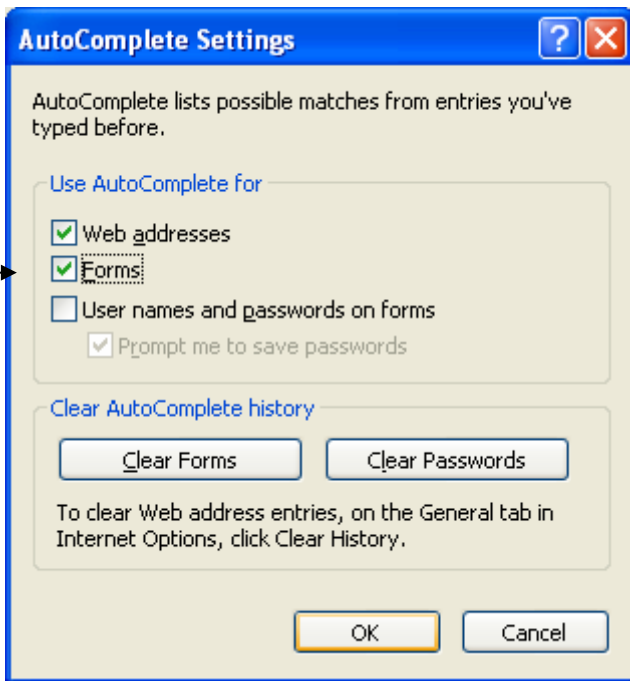 AutoComplete Settings
?
AutoComplete lists possible matches from entries you've
typed before.
Use AutoComplete for
Web addresses
Forms
User names and passwords on forms
Prompt me to save passwords
Clear AutoComplete history
Clear Forms
Clear Passwords
To clear Web address entries, on the General tab in
Internet Options, click Clear History.
OK
Cancel